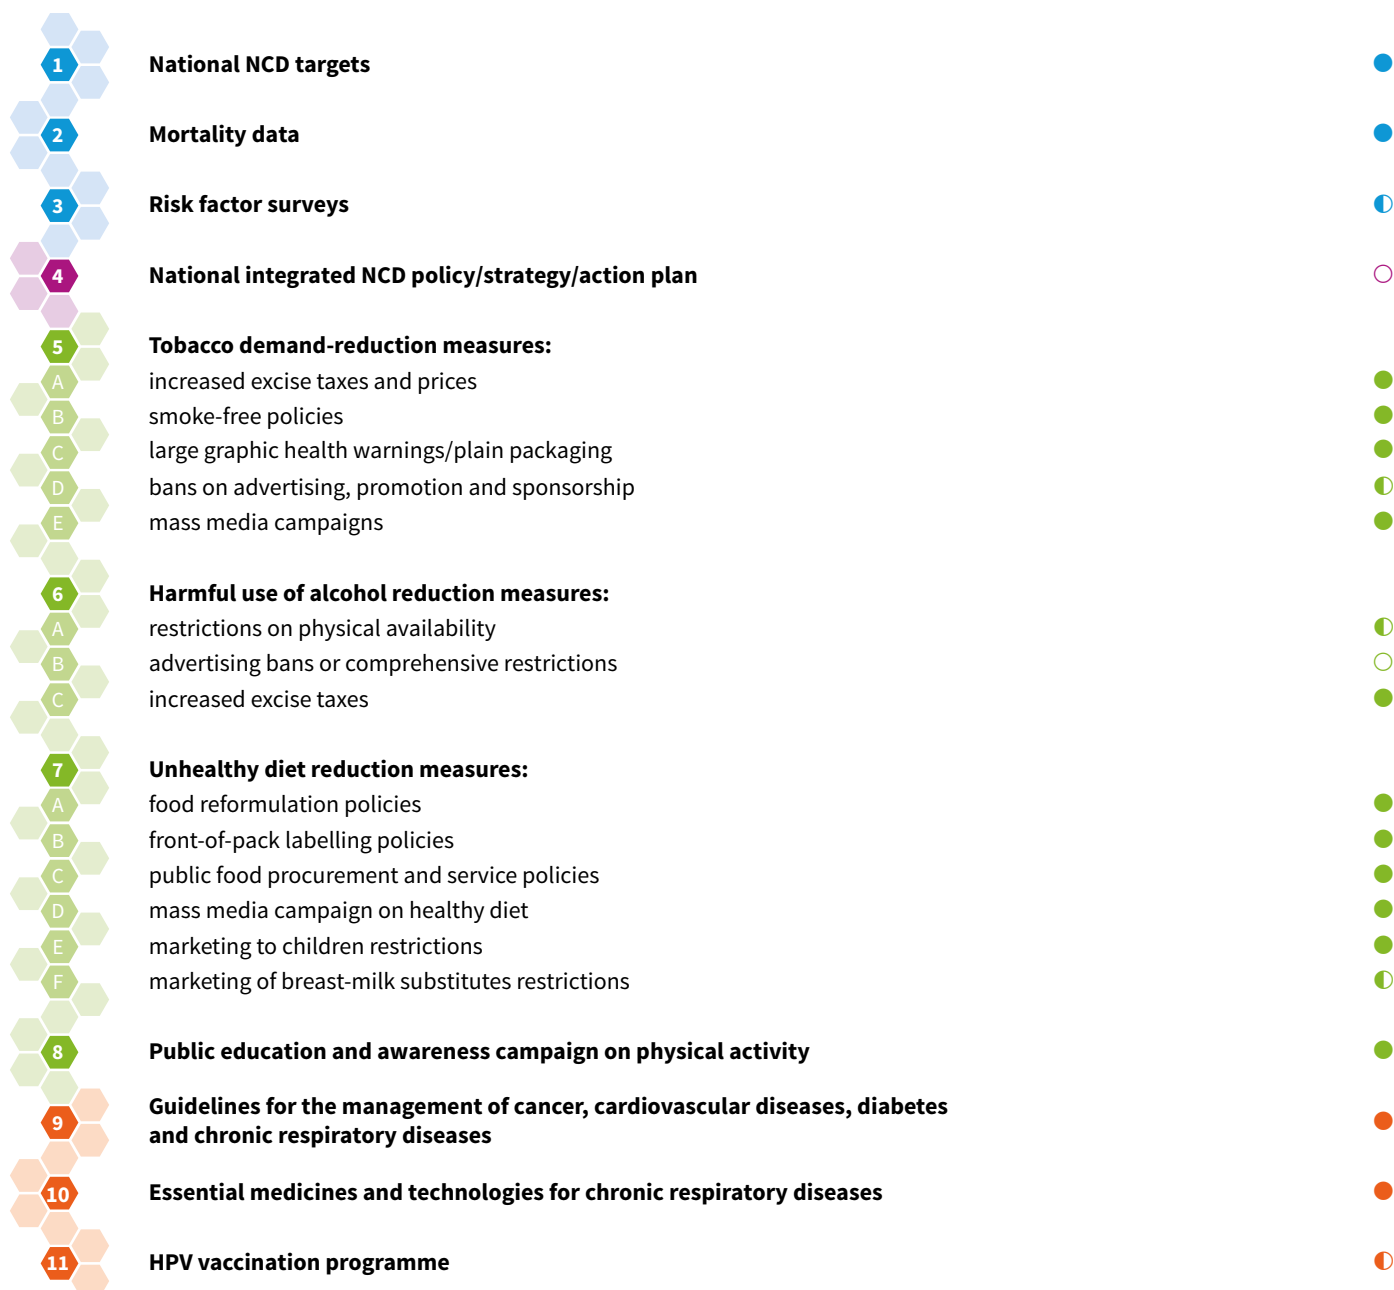 1 National NCD targets
2 Mortality data
3 Risk factor surveys
4 National integrated NCD policy/strategy/action plan
5 Tobacco demand-reduction measures:
A increased excise taxes and prices
B smoke-free policies
C large graphic health warnings/plain packaging
D bans on advertising, promotion and sponsorship
E mass media campaigns
6 Harmful use of alcohol reduction measures:
A restrictions on physical availability
B advertising bans or comprehensive restrictions
C increased excise taxes
7 Unhealthy diet reduction measures:
A food reformulation policies
B front-of-pack labelling policies
C public food procurement and service policies
D mass media campaign on healthy diet
E marketing to children restrictions
F marketing of breast-milk substitutes restrictions
8 Public education and awareness campaign on physical activity
9 Guidelines for the management of cancer, cardiovascular diseases, diabetes
and chronic respiratory diseases
10 Essential medicines and technologies for chronic respiratory diseases
11 HPV vaccination programme